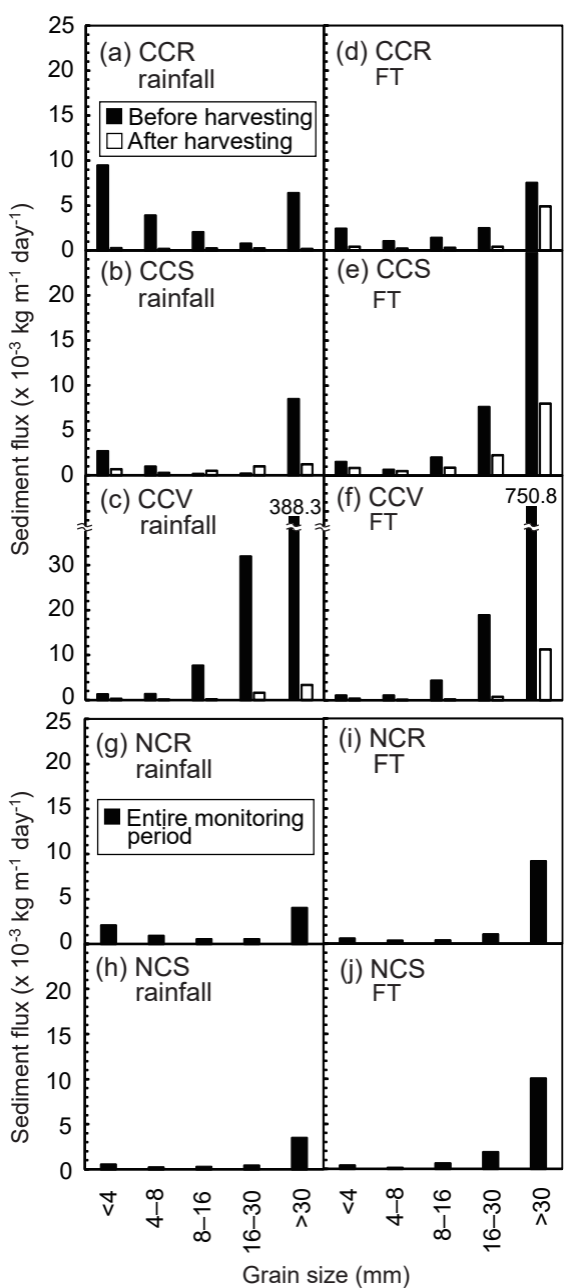 Sediment flux (x 10⁻³ kg m⁻¹ day⁻¹)
25
20
15
10
5
0
(a) CCR
rainfall
Before harvesting
After harvesting
(d) CCR
FT
20
15
10
5
0
(b) CCS
rainfall
(e) CCS
FT
30
20
10
0
(c) CCV
rainfall
388.3
(f) CCV
FT
750.8
Sediment flux (x 10⁻³ kg m⁻¹ day⁻¹)
25
20
15
10
5
0
(g) NCR
rainfall
Entire monitoring
period
(i) NCR
FT
20
15
10
5
0
(h) NCS
rainfall
(j) NCS
FT
<4
4–8
8–16
16–30
>30
<4
4–8
8–16
16–30
>30
Grain size (mm)